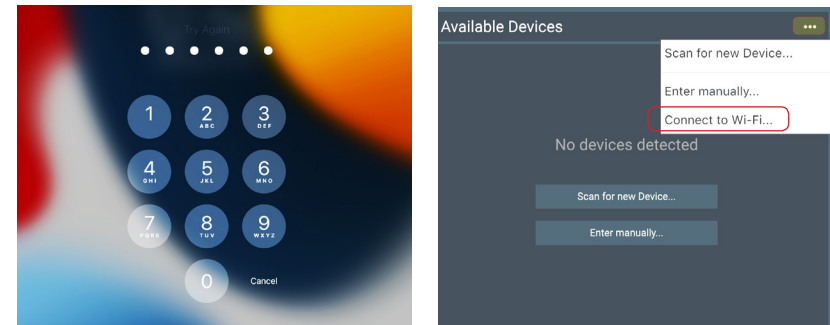 Try Again
1
2
ABC
3
DEF
4
GHI
5
JKL
6
MNO
7
PQRS
8
TUV
9
WXYZ
0
Cancel
Available Devices
Scan for new Device...
Enter manually...
Connect to Wi-Fi...
No devices detected
Scan for new Device...
Enter manually...